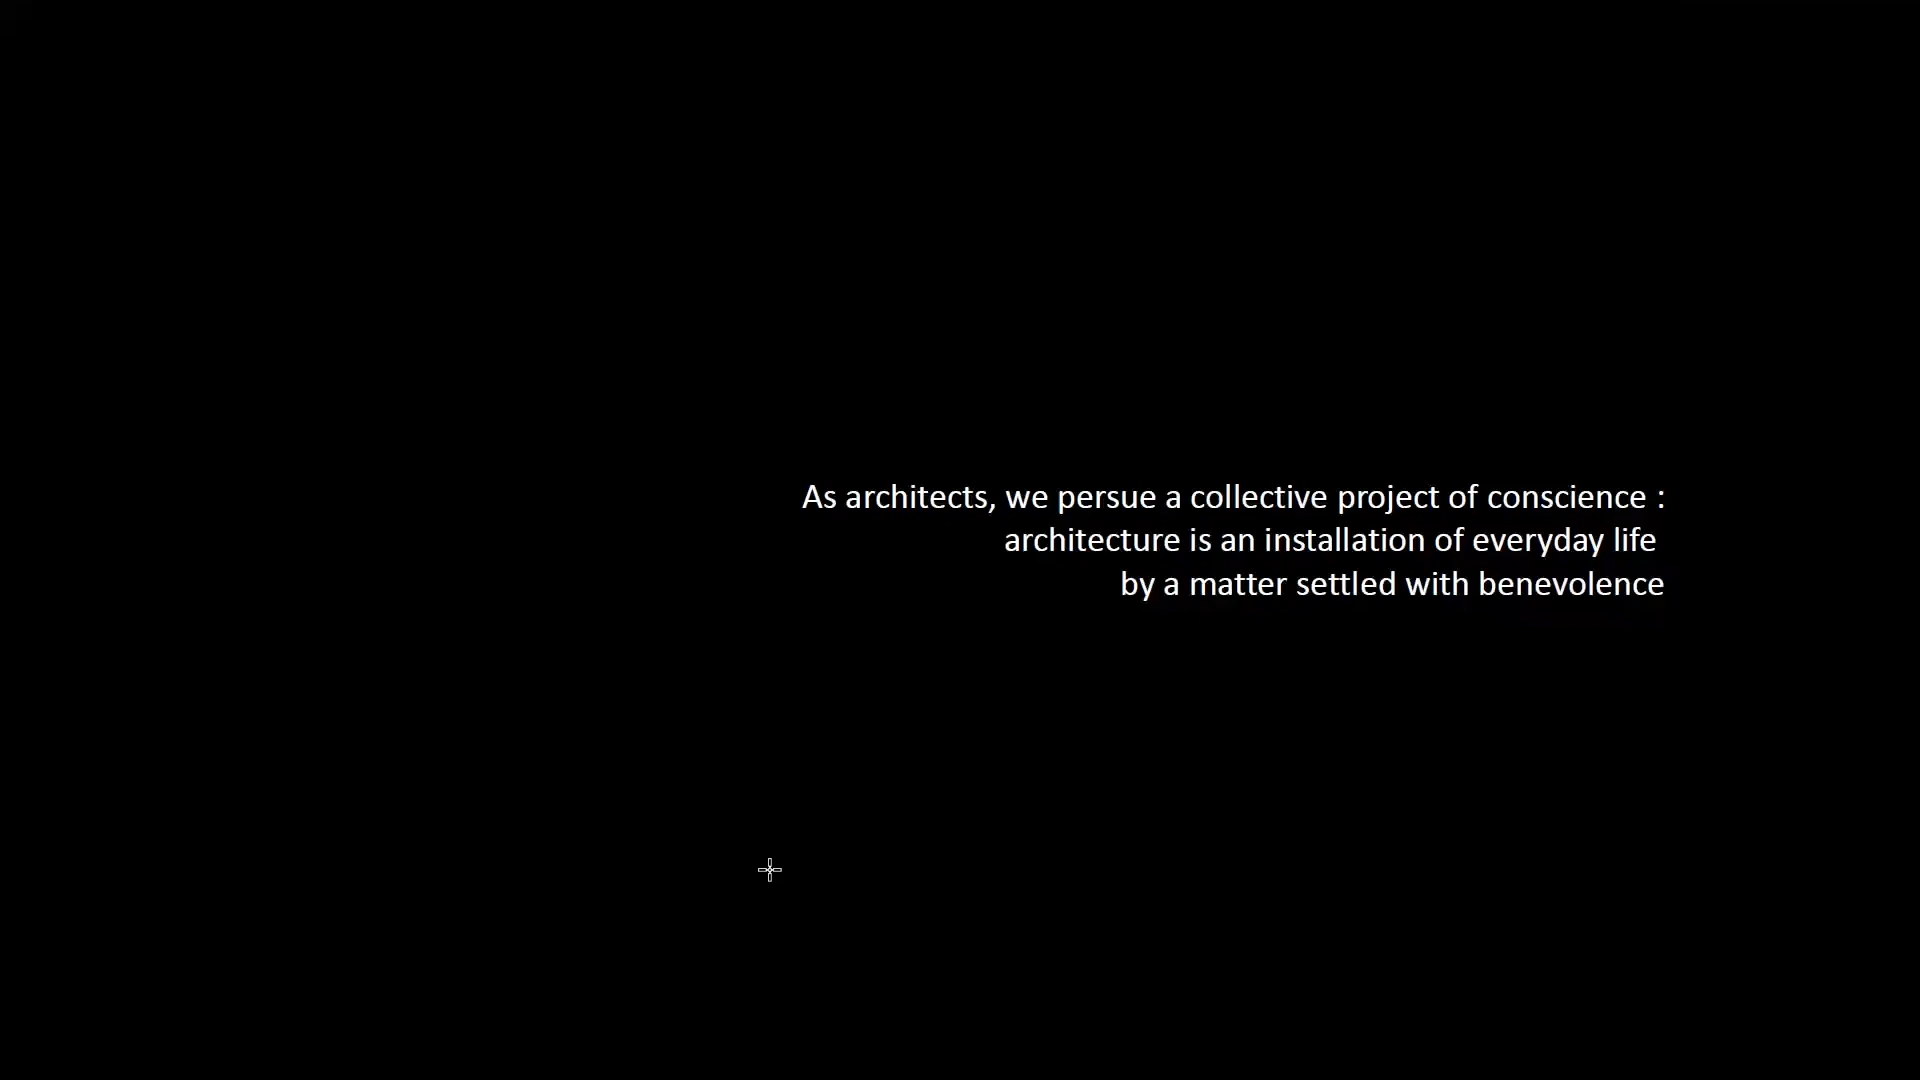 As architects, we persue a collective project of conscience :
architecture is an installation of everyday life
by a matter settled with benevolence